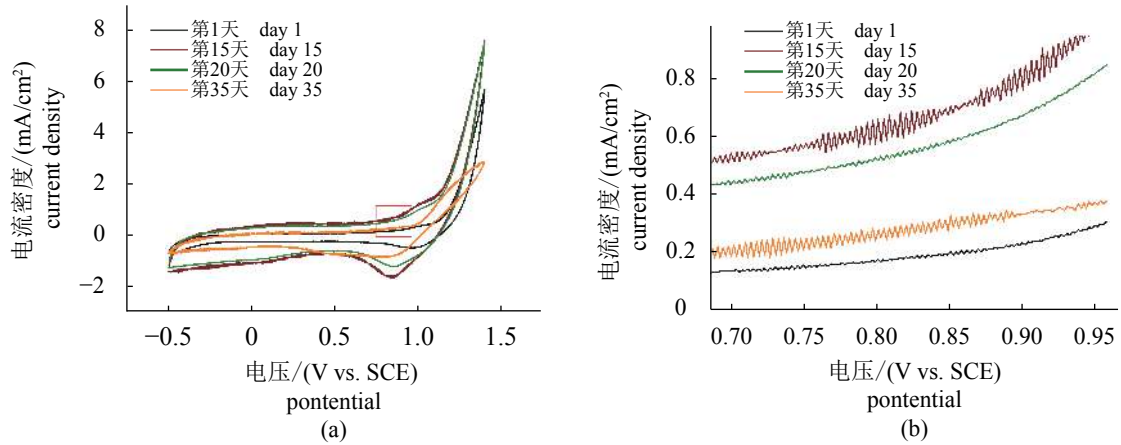 8
6
4
2
0
−2
电流密度/(mA/cm²)
current density
第1天 day 1
第15天 day 15
第20天 day 20
第35天 day 35
−0.5
0
0.5
1.0
1.5
电压/(V vs. SCE)
pontential
(a)
0.8
0.6
0.4
0.2
0
电流密度/(mA/cm²)
current density
第1天 day 1
第15天 day 15
第20天 day 20
第35天 day 35
0.70
0.75
0.80
0.85
0.90
0.95
电压/(V vs. SCE)
pontential
(b)